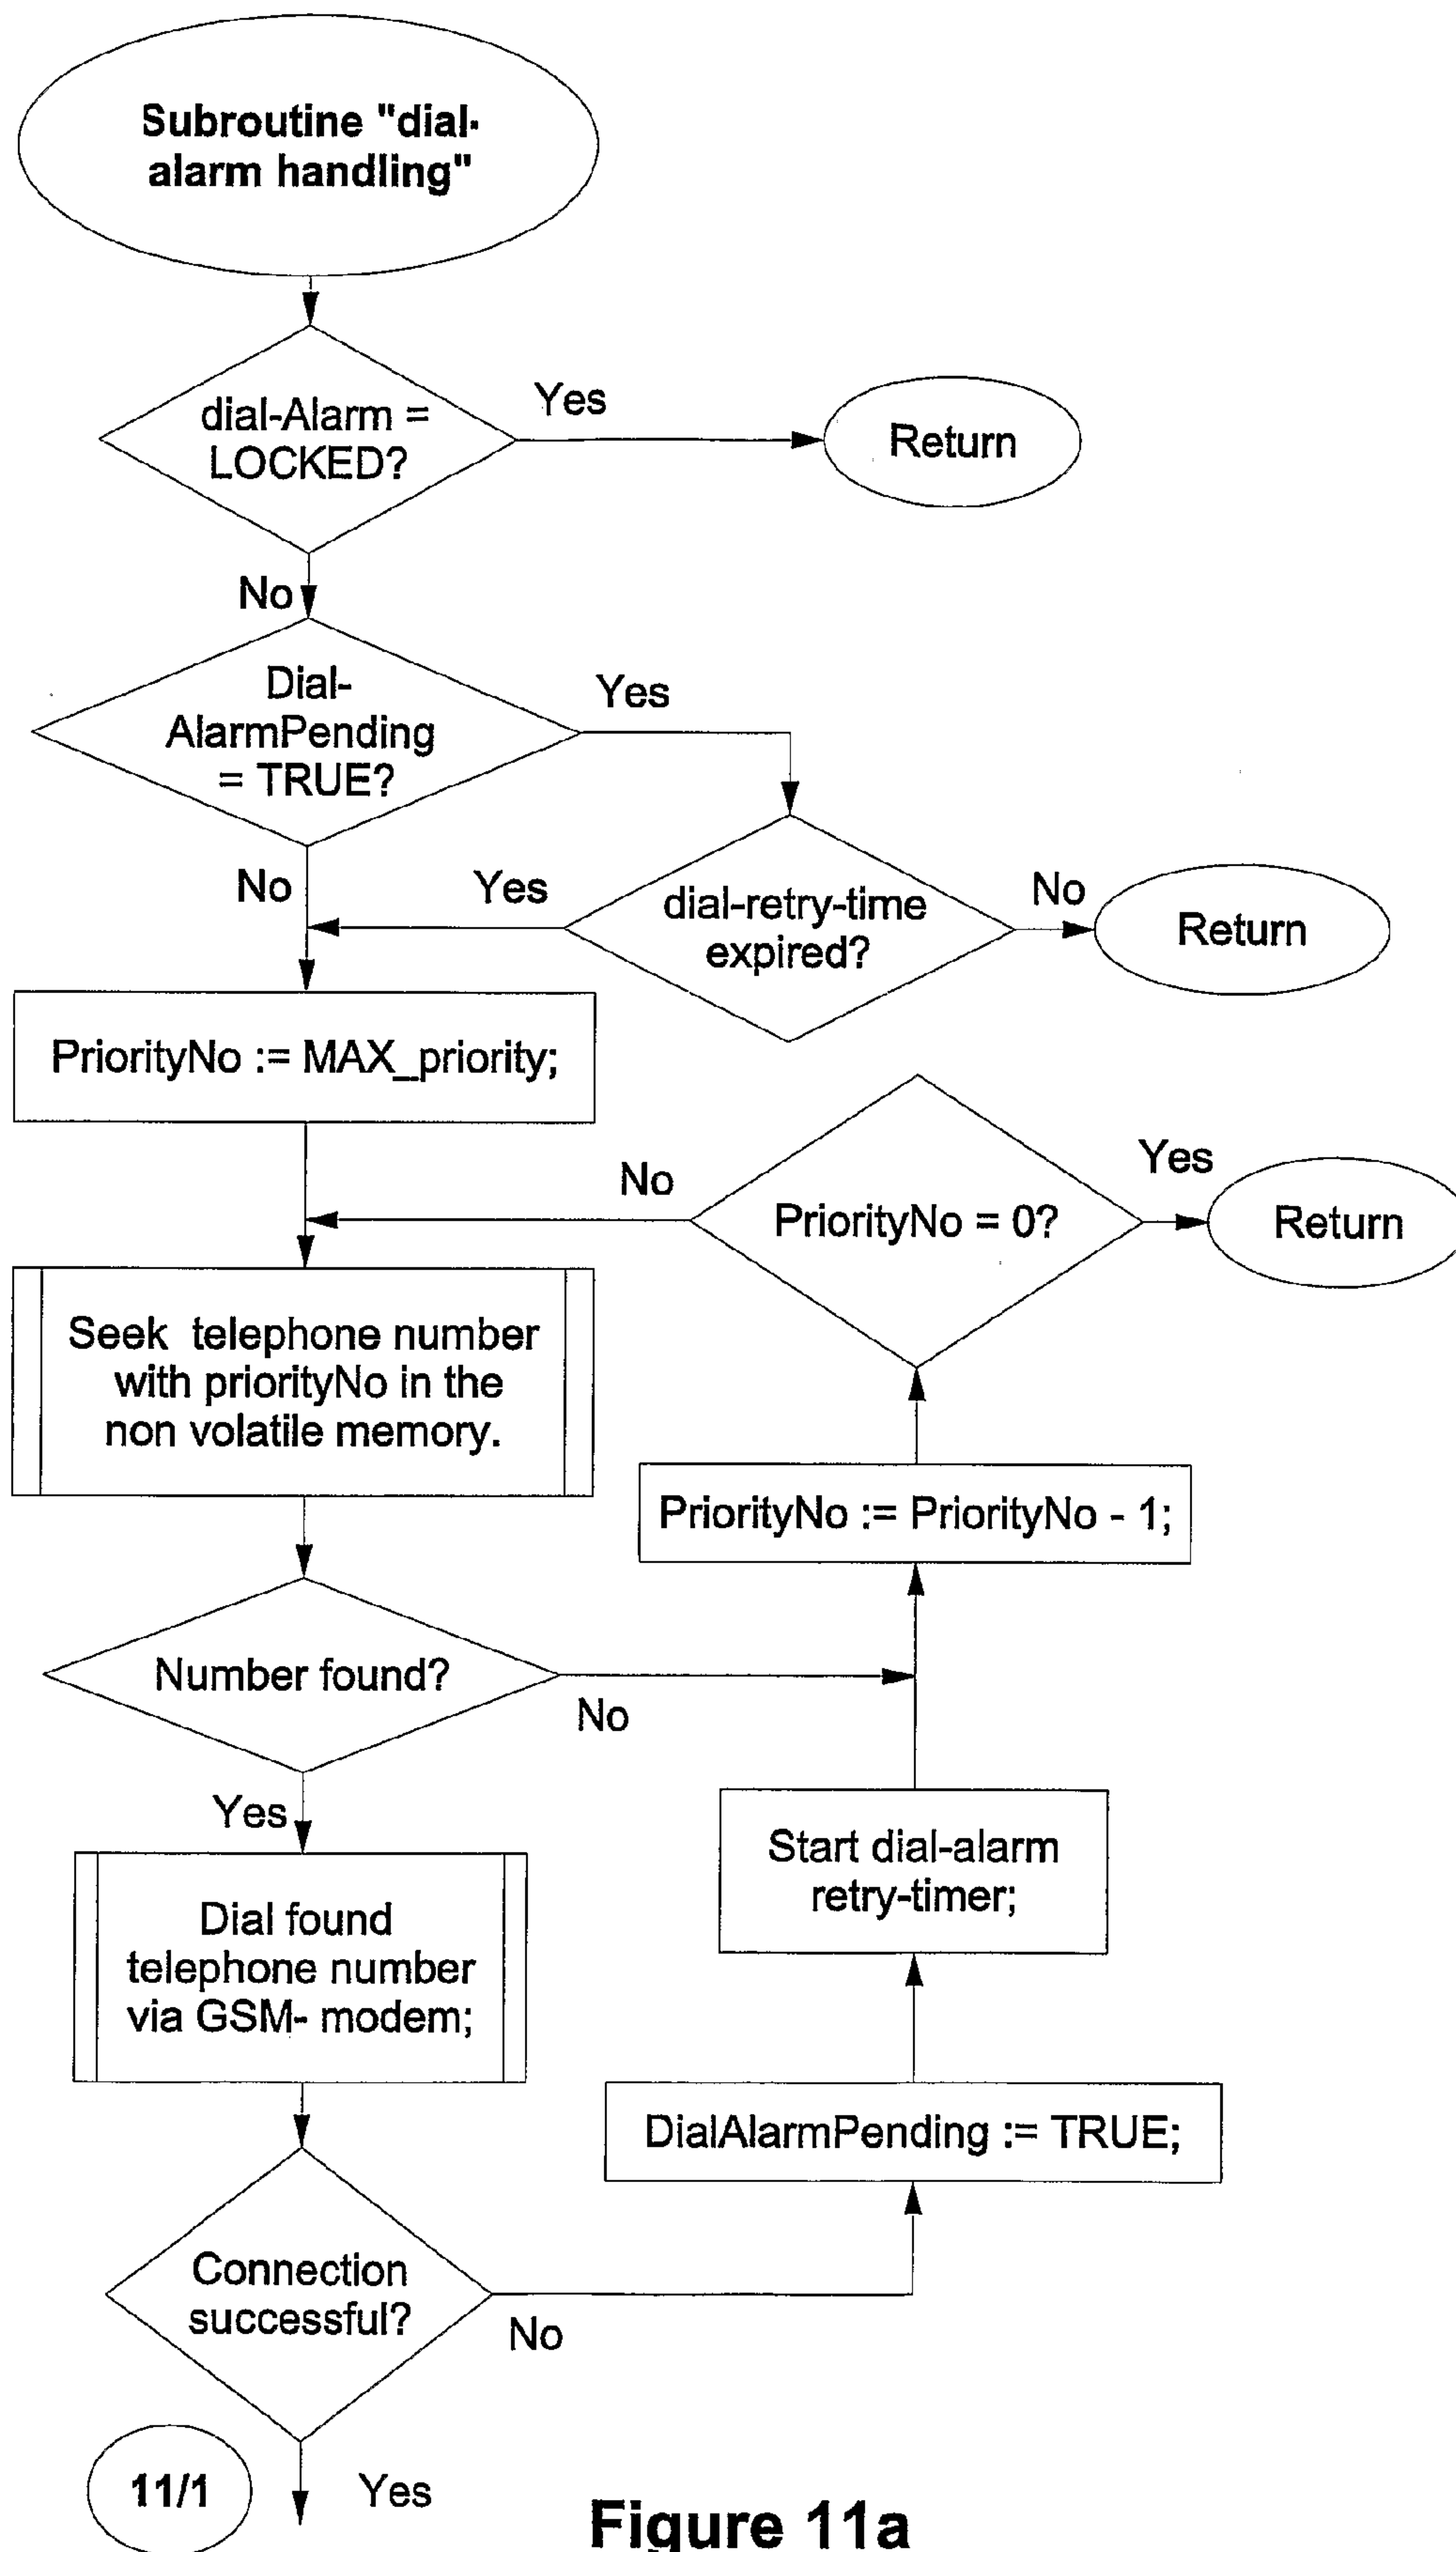 Subroutine "dial-
alarm handling"
dial-Alarm =
LOCKED?
Yes
Return
No
Dial-
AlarmPending
= TRUE?
Yes
No
Yes
dial-retry-time
expired?
No
Return
PriorityNo := MAX_priority;
No
PriorityNo = 0?
Yes
Return
Seek telephone number
with priorityNo in the
non volatile memory.
PriorityNo := PriorityNo - 1;
Number found?
No
Yes
Start dial-alarm
retry-timer;
Dial found
telephone number
via GSM- modem;
DialAlarmPending := TRUE;
Connection
successful?
No
11/1
Yes
Figure 11a